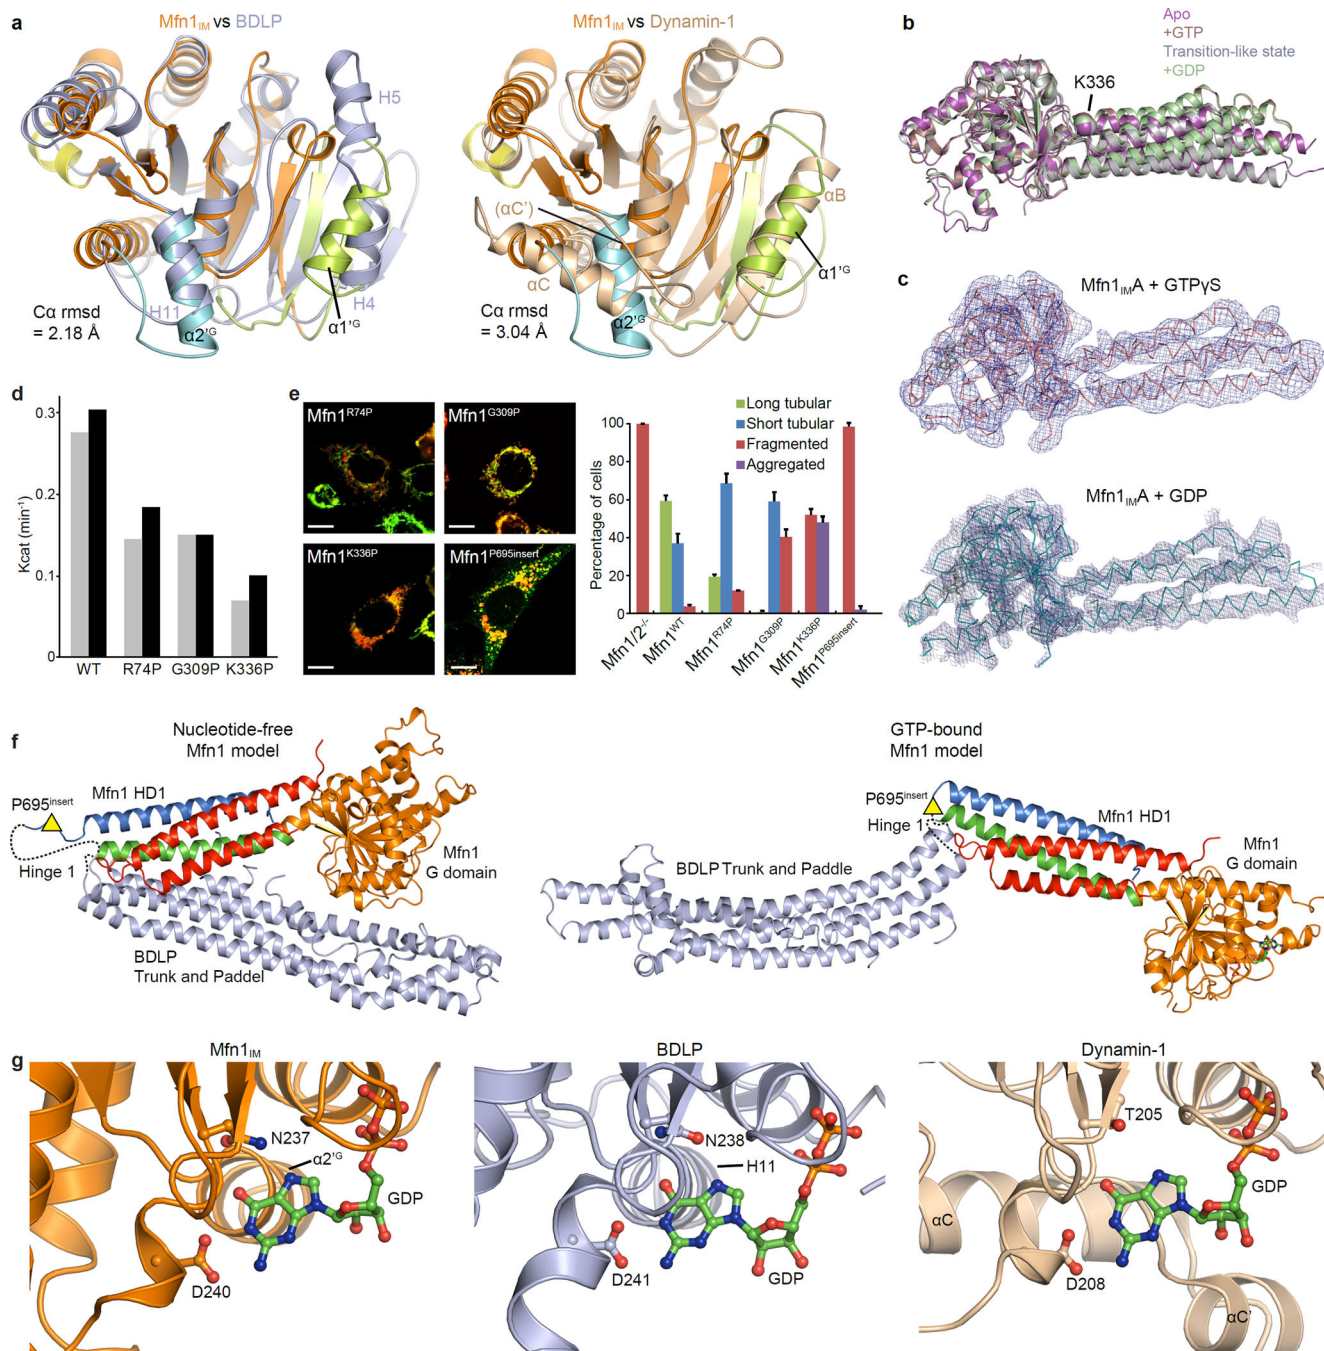 a
Mfn1IM vs BDLP
H5
H11
α2'G
H4
α1'G
Cα rmsd
= 2.18 Å
Mfn1IM vs Dynamin-1
(αC')
αB
αC
α1'G
α2'G
Cα rmsd
= 3.04 Å
b
Apo
+GTP
Transition-like state
+GDP
K336
c
Mfn1IMA + GTPγS
Mfn1IMA + GDP
d
Kcat (min⁻¹)
0.3
0.2
0.1
0
WT R74P G309P K336P
e
Mfn1R74P
Mfn1G309P
Mfn1K336P
Mfn1P695insert
Percentage of cells
100
80
60
40
20
0
Long tubular
Short tubular
Fragmented
Aggregated
Mfn1/2-/-
Mfn1WT
Mfn1R74P
Mfn1G309P
Mfn1K336P
Mfn1P695insert
f
Nucleotide-free
Mfn1 model
P695insert
Mfn1 HD1
Hinge 1
Mfn1
G domain
BDLP
Trunk and Paddel
GTP-bound
Mfn1 model
P695insert
Hinge 1
Mfn1 HD1
BDLP Trunk and Paddle
Mfn1
G domain
g
Mfn1IM
N237
α2'G
GDP
D240
BDLP
N238
H11
D241
GDP
Dynamin-1
T205
GDP
αC
D208
αC'